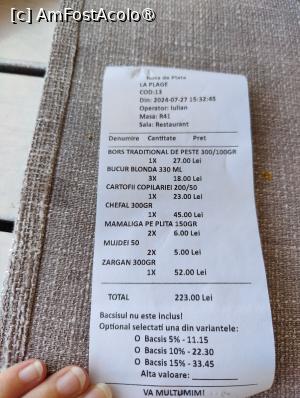 [c] AmFostAcolo®
Nota de Plata
LA PLAGE
COD:13
Din: 2024-07-27 15:32:45
Operator: Iulian
Masa: R41
Sala: Restaurant
Denumire Cantitate Pret
BORS TRADITIONAL DE PESTE 300/100GR
1X 27.00 Lei
BUCUR BLONDA 330 ML
3X 18.00 Lei
CARTOFII COPILARIEI 200/50
1X 23.00 Lei
CHEFAL 300GR
1X 45.00 Lei
MAMALIGA PE PLITA 150GR
2X 6.00 Lei
MUJDEI 50
2X 5.00 Lei
ZARGAN 300GR
1X 52.00 Lei
TOTAL 223.00 Lei
Bacsisul nu este inclus!
Optional selectati una din variantele:
O Bacsis 5% - 11.15
O Bacsis 10% - 22.30
O Bacsis 15% - 33.45
Alta valoare: ________
VA MULTUMIM!